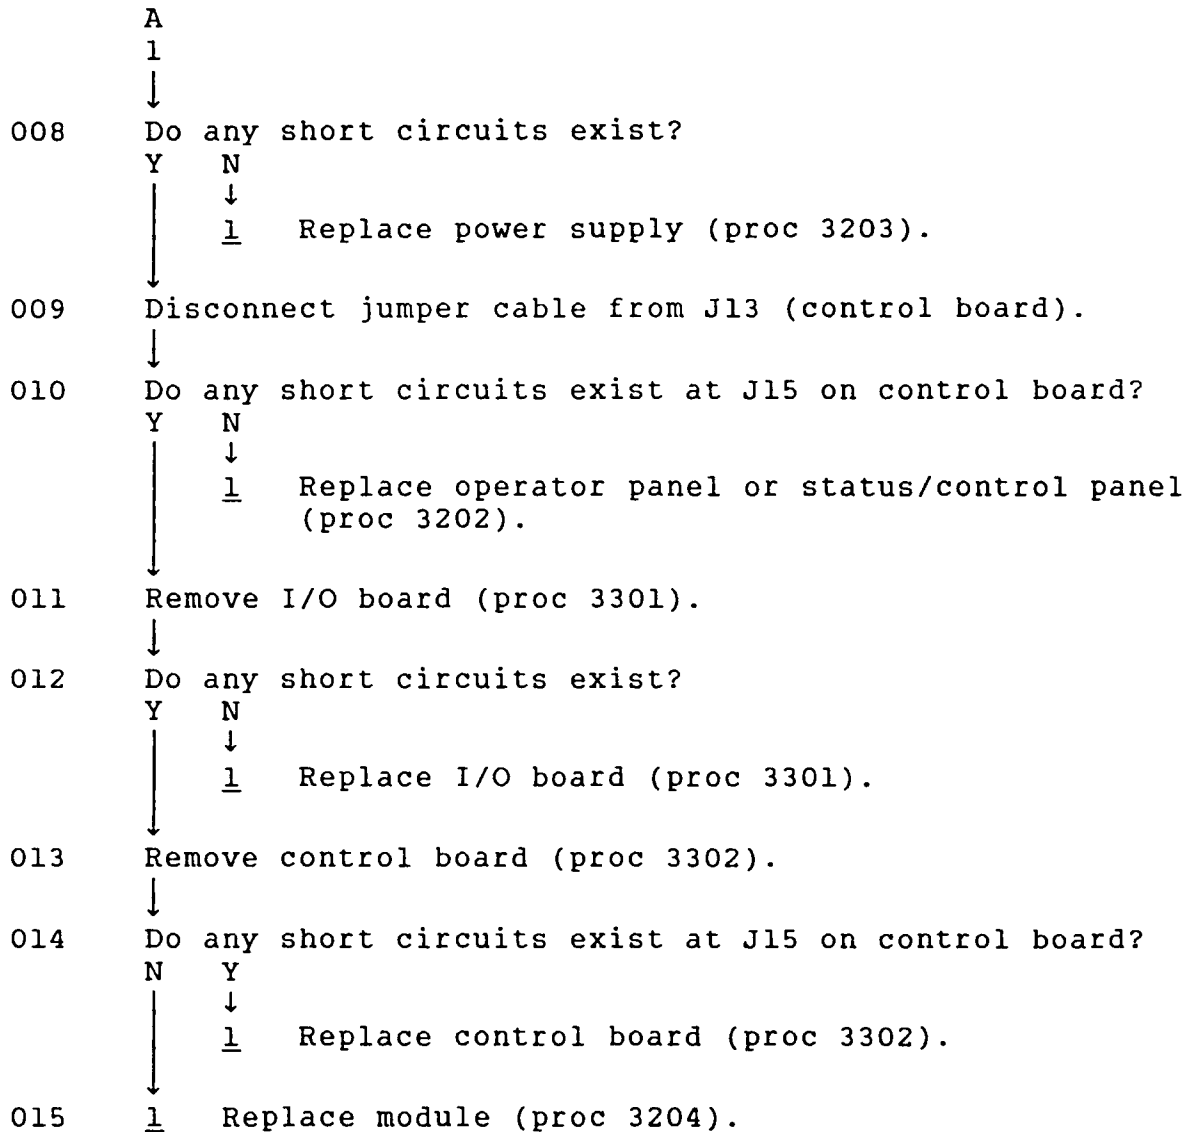 A
1
008 Do any short circuits exist?
Y N
1 Replace power supply (proc 3203).
009 Disconnect jumper cable from J13 (control board).
010 Do any short circuits exist at J15 on control board?
Y N
1 Replace operator panel or status/control panel
(proc 3202).
011 Remove I/O board (proc 3301).
012 Do any short circuits exist?
Y N
1 Replace I/O board (proc 3301).
013 Remove control board (proc 3302).
014 Do any short circuits exist at J15 on control board?
N Y
1 Replace control board (proc 3302).
015 1 Replace module (proc 3204).